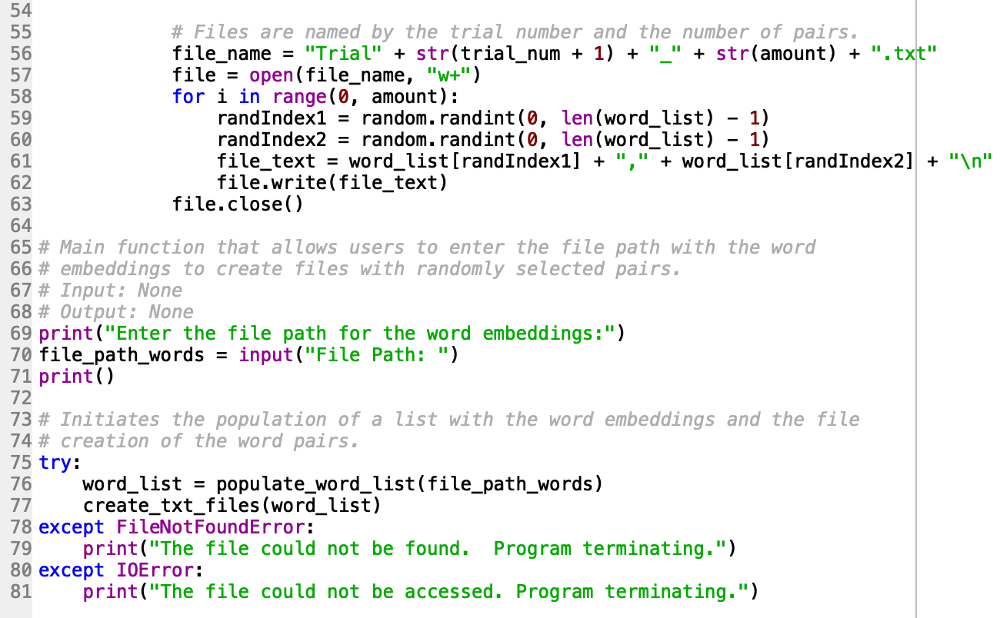 54
55             # Files are named by the trial number and the number of pairs.
56             file_name = "Trial" + str(trial_num + 1) + "_" + str(amount) + ".txt"
57             file = open(file_name, "w+")
58             for i in range(0, amount):
59                 randIndex1 = random.randint(0, len(word_list) - 1)
60                 randIndex2 = random.randint(0, len(word_list) - 1)
61                 file_text = word_list[randIndex1] + "," + word_list[randIndex2] + "\n"
62                 file.write(file_text)
63             file.close()
64
65 # Main function that allows users to enter the file path with the word
66 # embeddings to create files with randomly selected pairs.
67 # Input: None
68 # Output: None
69 print("Enter the file path for the word embeddings:")
70 file_path_words = input("File Path: ")
71 print()
72
73 # Initiates the population of a list with the word embeddings and the file
74 # creation of the word pairs.
75 try:
76     word_list = populate_word_list(file_path_words)
77     create_txt_files(word_list)
78 except FileNotFoundError:
79     print("The file could not be found.  Program terminating.")
80 except IOError:
81     print("The file could not be accessed. Program terminating.")